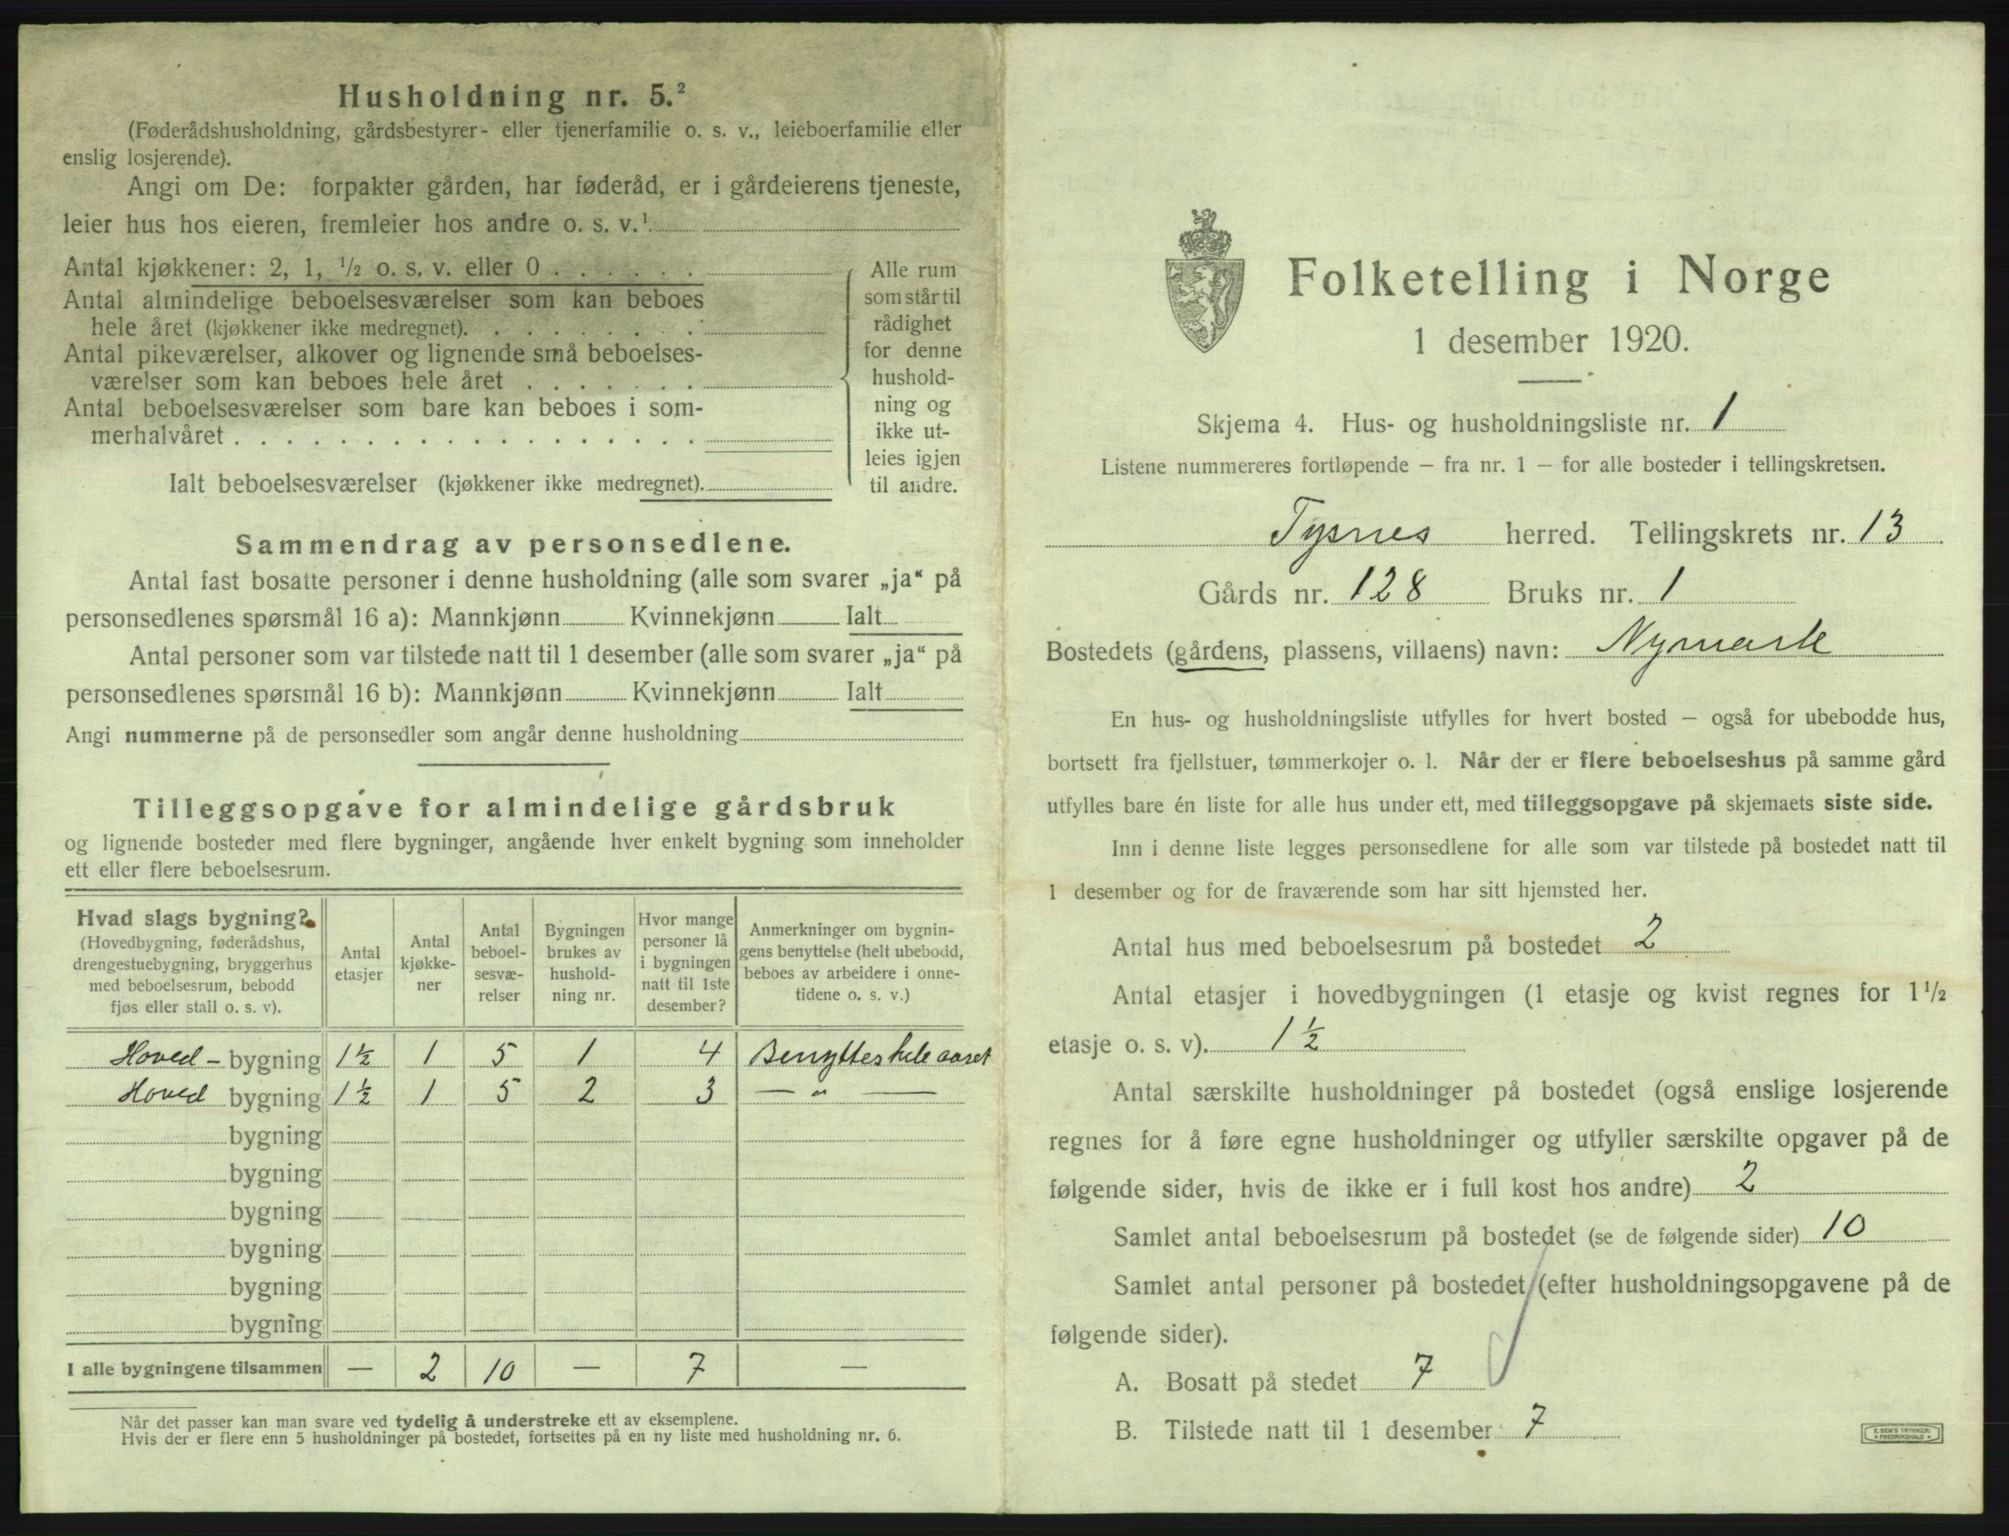 Husholdning nr. 5.²
(Føderådshusholdning, gårdsbestyrer- eller tjenerfamilie o. s. v., leieboerfamilie eller
enslig losjerende).
Angi om De: forpakter gården, har føderåd, er i gårdeierens tjeneste,
leier hus hos eieren, fremleier hos andre o. s. v.¹
Antal kjøkkener: 2, 1, ½ o. s. v. eller 0 . . . . . .
Antal almindelige beboelsesværelser som kan beboes
hele året (kjøkkener ikke medregnet). . . . . . . . .
Antal pikeværelser, alkover og lignende små beboelses-
værelser som kan beboes hele året . . . . . . .
Antal beboelsesværelser som bare kan beboes i som-
merhalvåret . . . . . . . . . . . . . . . . . .
Ialt beboelsesværelser (kjøkkener ikke medregnet).
Alle rum
som står til
rådighet
for denne
hushold-
ning og
ikke ut-
leies igjen
til andre.
Sammendrag av personsedlene.
Antal fast bosatte personer i denne husholdning (alle som svarer „ja“ på
personsedlenes spørsmål 16 a): Mannkjønn Kvinnekjønn Ialt
Antal personer som var tilstede natt til 1 desember (alle som svarer „ja“ på
personsedlenes spørsmål 16 b): Mannkjønn Kvinnekjønn Ialt
Angi nummerne på de personsedler som angår denne husholdning
Tilleggsopgave for almindelige gårdsbruk
og lignende bosteder med flere bygninger, angående hver enkelt bygning som inneholder
ett eller flere beboelsesrum.
Hvad slags bygning?
(Hovedbygning, føderådshus,
drengestuebygning, bryggerhus
med beboelsesrum, bebodd
fjøs eller stall o. s. v).
Antal
etasjer
Antal
kjøkke-
ner
Antal
beboel-
sesvæ-
relser
Bygningen
brukes av
hushold-
ning nr.
Hvor mange
personer lå
i bygningen
natt til 1ste
desember?
Anmerkninger om bygnin-
gens benyttelse (helt ubebodd,
beboes av arbeidere i onne-
tidene o. s. v.)
Hoved- bygning 1½ 1 5 1 4 Benyttes hele aaret
Hoved bygning 1½ 1 5 2 3 — " —
bygning
bygning
bygning
bygning
bygning
bygning
I alle bygningene tilsammen — 2 10 — 7 —
Når det passer kan man svare ved tydelig å understreke ett av eksemplene.
Hvis der er flere enn 5 husholdninger på bostedet, fortsettes på en ny liste med husholdning nr. 6.
Folketelling i Norge
1 desember 1920.
Skjema 4. Hus- og husholdningsliste nr. 1
Listene nummereres fortløpende – fra nr. 1 – for alle bosteder i tellingskretsen.
Tysnes herred. Tellingskrets nr. 13
Gårds nr. 128 Bruks nr. 1
Bostedets (gårdens, plassens, villaens) navn: Nymark
En hus- og husholdningsliste utfylles for hvert bosted – også for ubebodde hus,
bortsett fra fjellstuer, tømmerkojer o. l. Når der er flere beboelseshus på samme gård
utfylles bare én liste for alle hus under ett, med tilleggsopgave på skjemaets siste side.
Inn i denne liste legges personsedlene for alle som var tilstede på bostedet natt til
1 desember og for de fraværende som har sitt hjemsted her.
Antal hus med beboelsesrum på bostedet 2
Antal etasjer i hovedbygningen (1 etasje og kvist regnes for 1½
etasje o. s. v). 1½
Antal særskilte husholdninger på bostedet (også enslige losjerende
regnes for å føre egne husholdninger og utfyller særskilte opgaver på de
følgende sider, hvis de ikke er i full kost hos andre) 2
Samlet antal beboelsesrum på bostedet (se de følgende sider) 10
Samlet antal personer på bostedet (efter husholdningsopgavene på de
følgende sider).
A. Bosatt på stedet 7
B. Tilstede natt til 1 desember 7
E. SEM'S TRYKKERI
FREDRIKSHALD